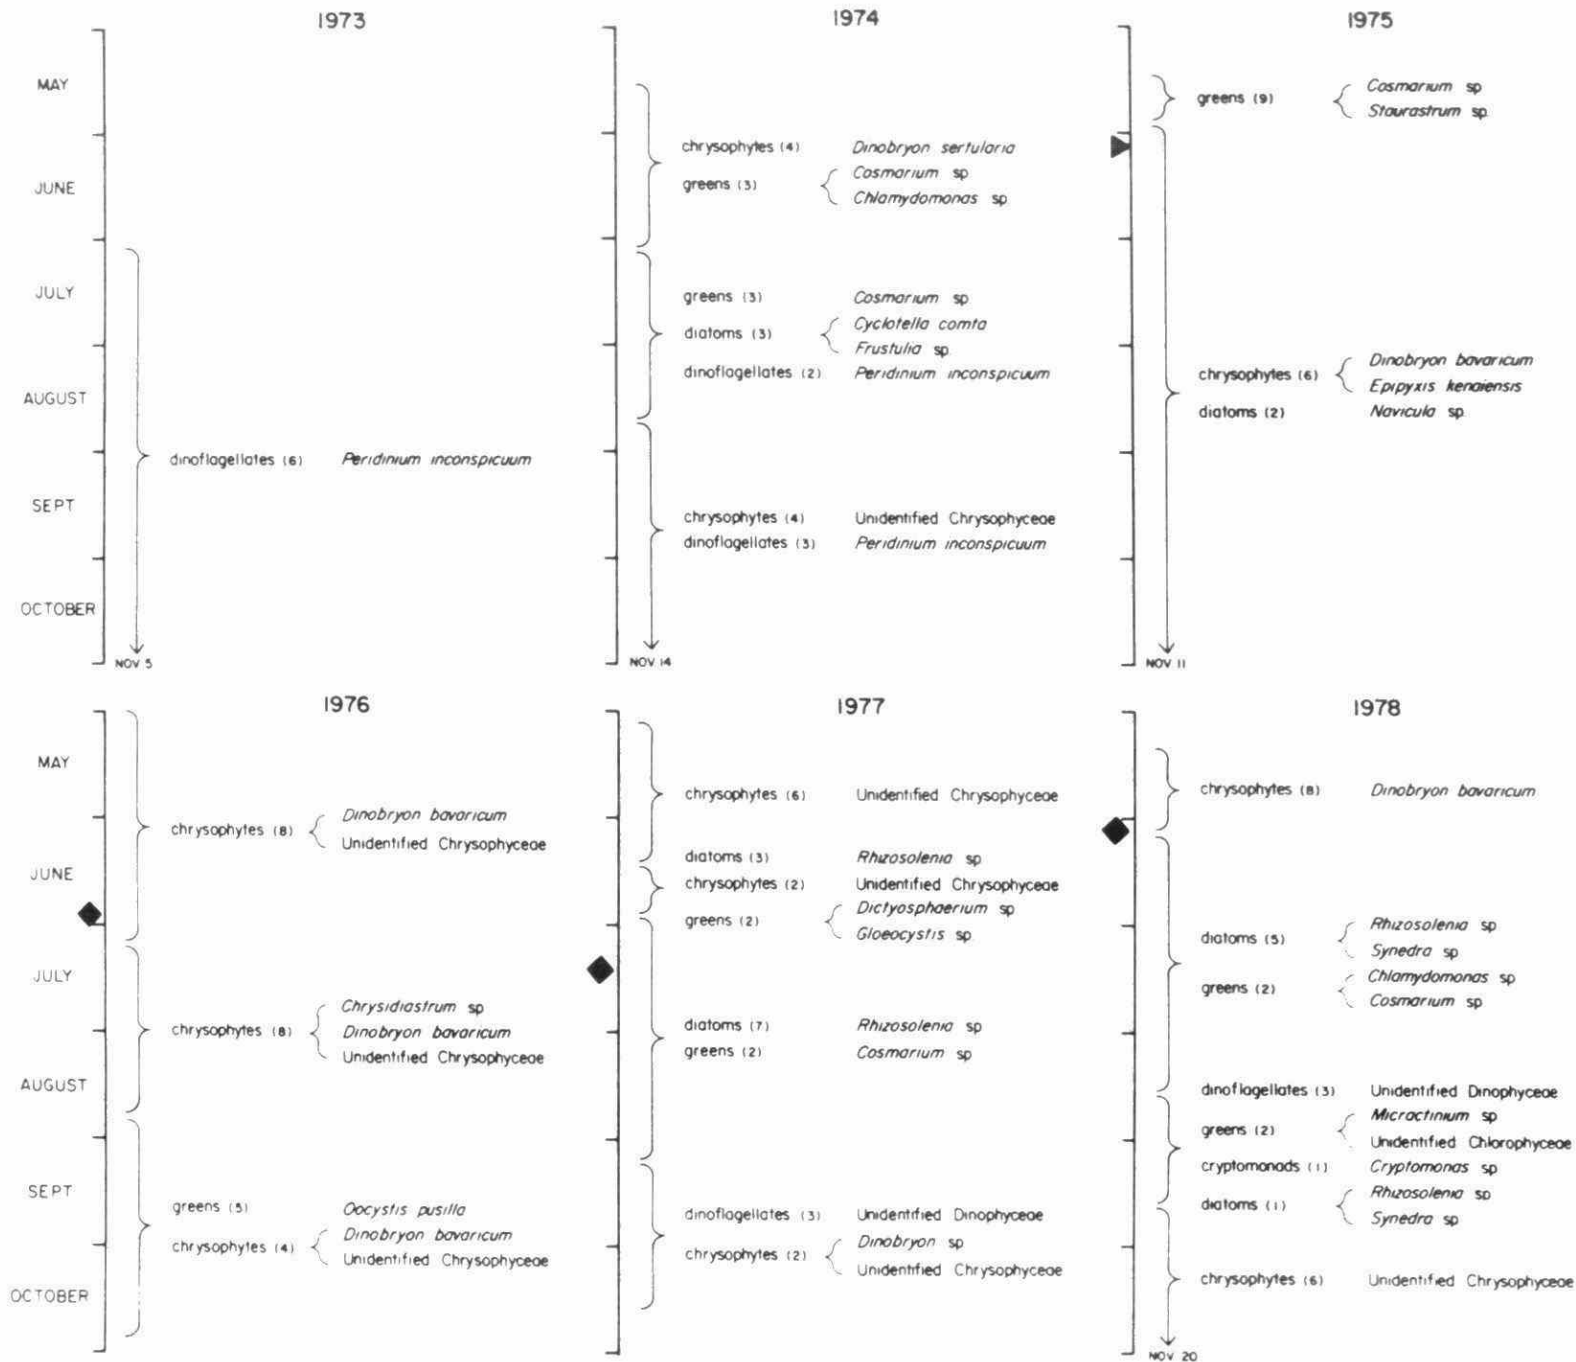 1973
1974
1975
MAY
JUNE
JULY
AUGUST
SEPT
OCTOBER
dinoflagellates (6) Peridinium inconspicuum
NOV 5
chrysophytes (4) Dinobryon sertularia
greens (3) Cosmarium sp
Chlamydomonas sp
greens (3) Cosmarium sp
diatoms (3) Cyclotella comta
Frustulia sp
dinoflagellates (2) Peridinium inconspicuum
chrysophytes (4) Unidentified Chrysophyceae
dinoflagellates (3) Peridinium inconspicuum
NOV 14
greens (9) Cosmarium sp
Staurastrum sp
chrysophytes (6) Dinobryon bavaricum
Epipyxis kenaiensis
diatoms (2) Navicula sp
NOV 11
1976
1977
1978
MAY
JUNE
JULY
AUGUST
SEPT
OCTOBER
chrysophytes (8) Dinobryon bavaricum
Unidentified Chrysophyceae
chrysophytes (8) Chrysidiastrum sp
Dinobryon bavaricum
Unidentified Chrysophyceae
greens (5) Oocystis pusilla
chrysophytes (4) Dinobryon bavaricum
Unidentified Chrysophyceae
chrysophytes (6) Unidentified Chrysophyceae
diatoms (3) Rhizosolenia sp
chrysophytes (2) Unidentified Chrysophyceae
greens (2) Dictyosphaerium sp
Gloeocystis sp
diatoms (7) Rhizosolenia sp
greens (2) Cosmarium sp
dinoflagellates (3) Unidentified Dinophyceae
chrysophytes (2) Dinobryon sp
Unidentified Chrysophyceae
chrysophytes (8) Dinobryon bavaricum
diatoms (5) Rhizosolenia sp
Synedra sp
greens (2) Chlamydomonas sp
Cosmarium sp
dinoflagellates (3) Unidentified Dinophyceae
greens (2) Micractinium sp
Unidentified Chlorophyceae
cryptomonads (1) Cryptomonas sp
diatoms (1) Rhizosolenia sp
Synedra sp
chrysophytes (6) Unidentified Chrysophyceae
NOV 20